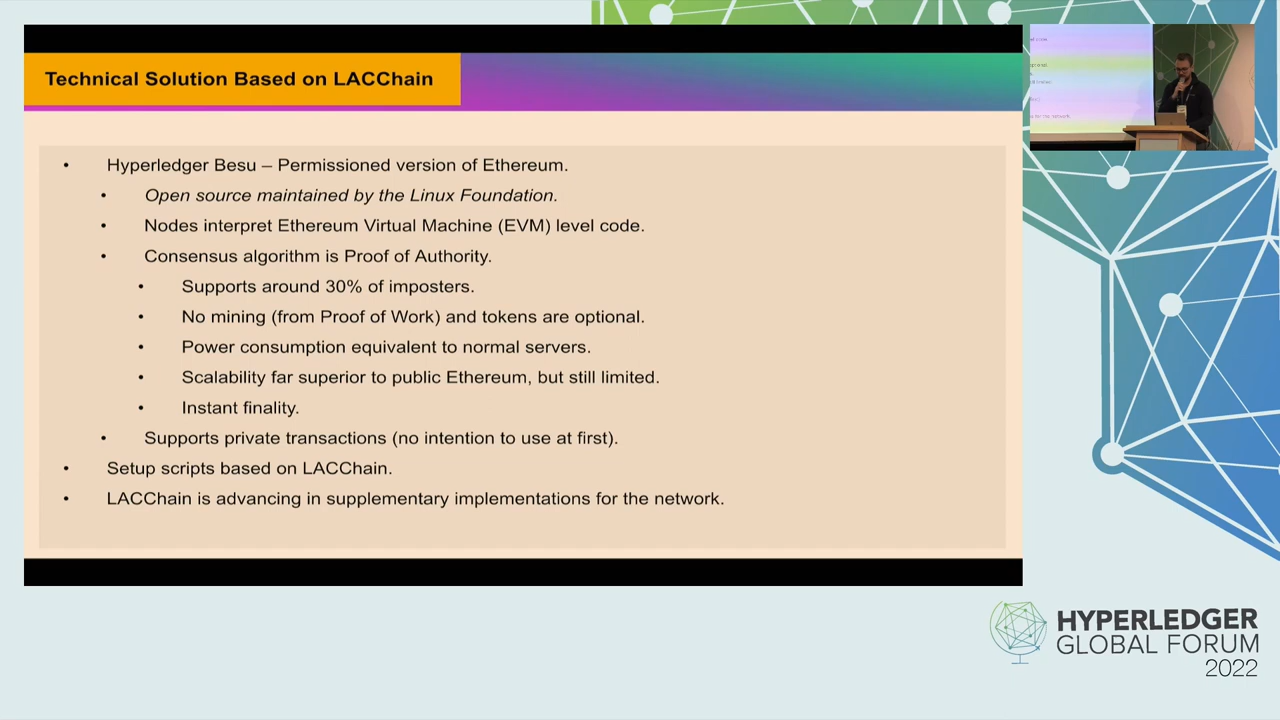 Technical Solution Based on LACChain
• Hyperledger Besu – Permissioned version of Ethereum.
• Open source maintained by the Linux Foundation.
• Nodes interpret Ethereum Virtual Machine (EVM) level code.
• Consensus algorithm is Proof of Authority.
• Supports around 30% of imposters.
• No mining (from Proof of Work) and tokens are optional.
• Power consumption equivalent to normal servers.
• Scalability far superior to public Ethereum, but still limited.
• Instant finality.
• Supports private transactions (no intention to use at first).
• Setup scripts based on LACChain.
• LACChain is advancing in supplementary implementations for the network.
HYPERLEDGER
GLOBAL FORUM
2022